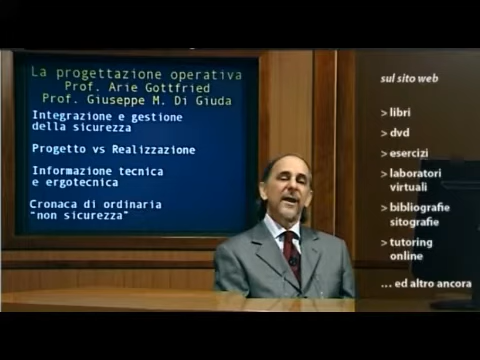 La progettazione operativa
Prof. Arie Gottfried
Prof. Giuseppe M. Di Giuda
Integrazione e gestione
della sicurezza
Progetto vs Realizzazione
Informazione tecnica
e ergotecnica
Cronaca di ordinaria
"non sicurezza"
sul sito web
> libri
> dvd
> esercizi
> laboratori
virtuali
> bibliografie
sitografie
> tutoring
online
... ed altro ancora